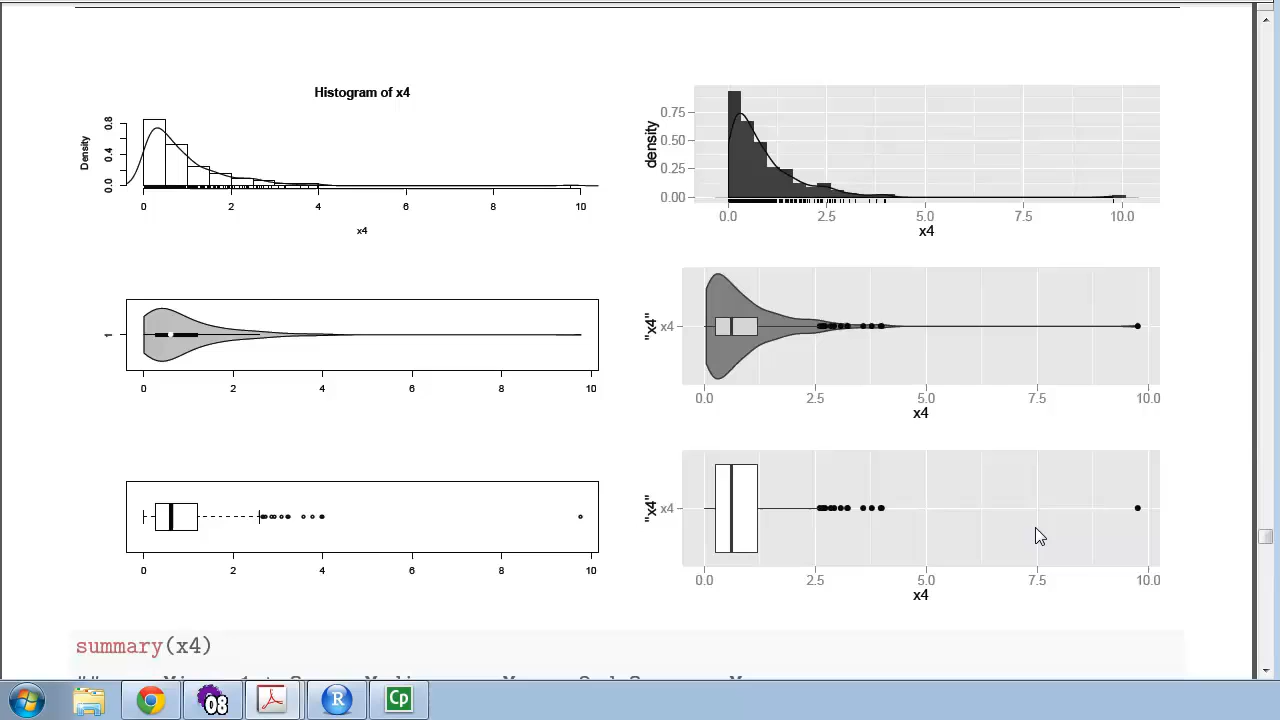 Histogram of x4
Density
0.0 0.4 0.8
0 2 4 6 8 10
x4
density
0.75
0.50
0.25
0.00
0.0 2.5 5.0 7.5 10.0
x4
1
0 2 4 6 8 10
"x4"
x4
0.0 2.5 5.0 7.5 10.0
x4
0 2 4 6 8 10
"x4"
x4
0.0 2.5 5.0 7.5 10.0
x4
summary(x4)
08
R
Cp